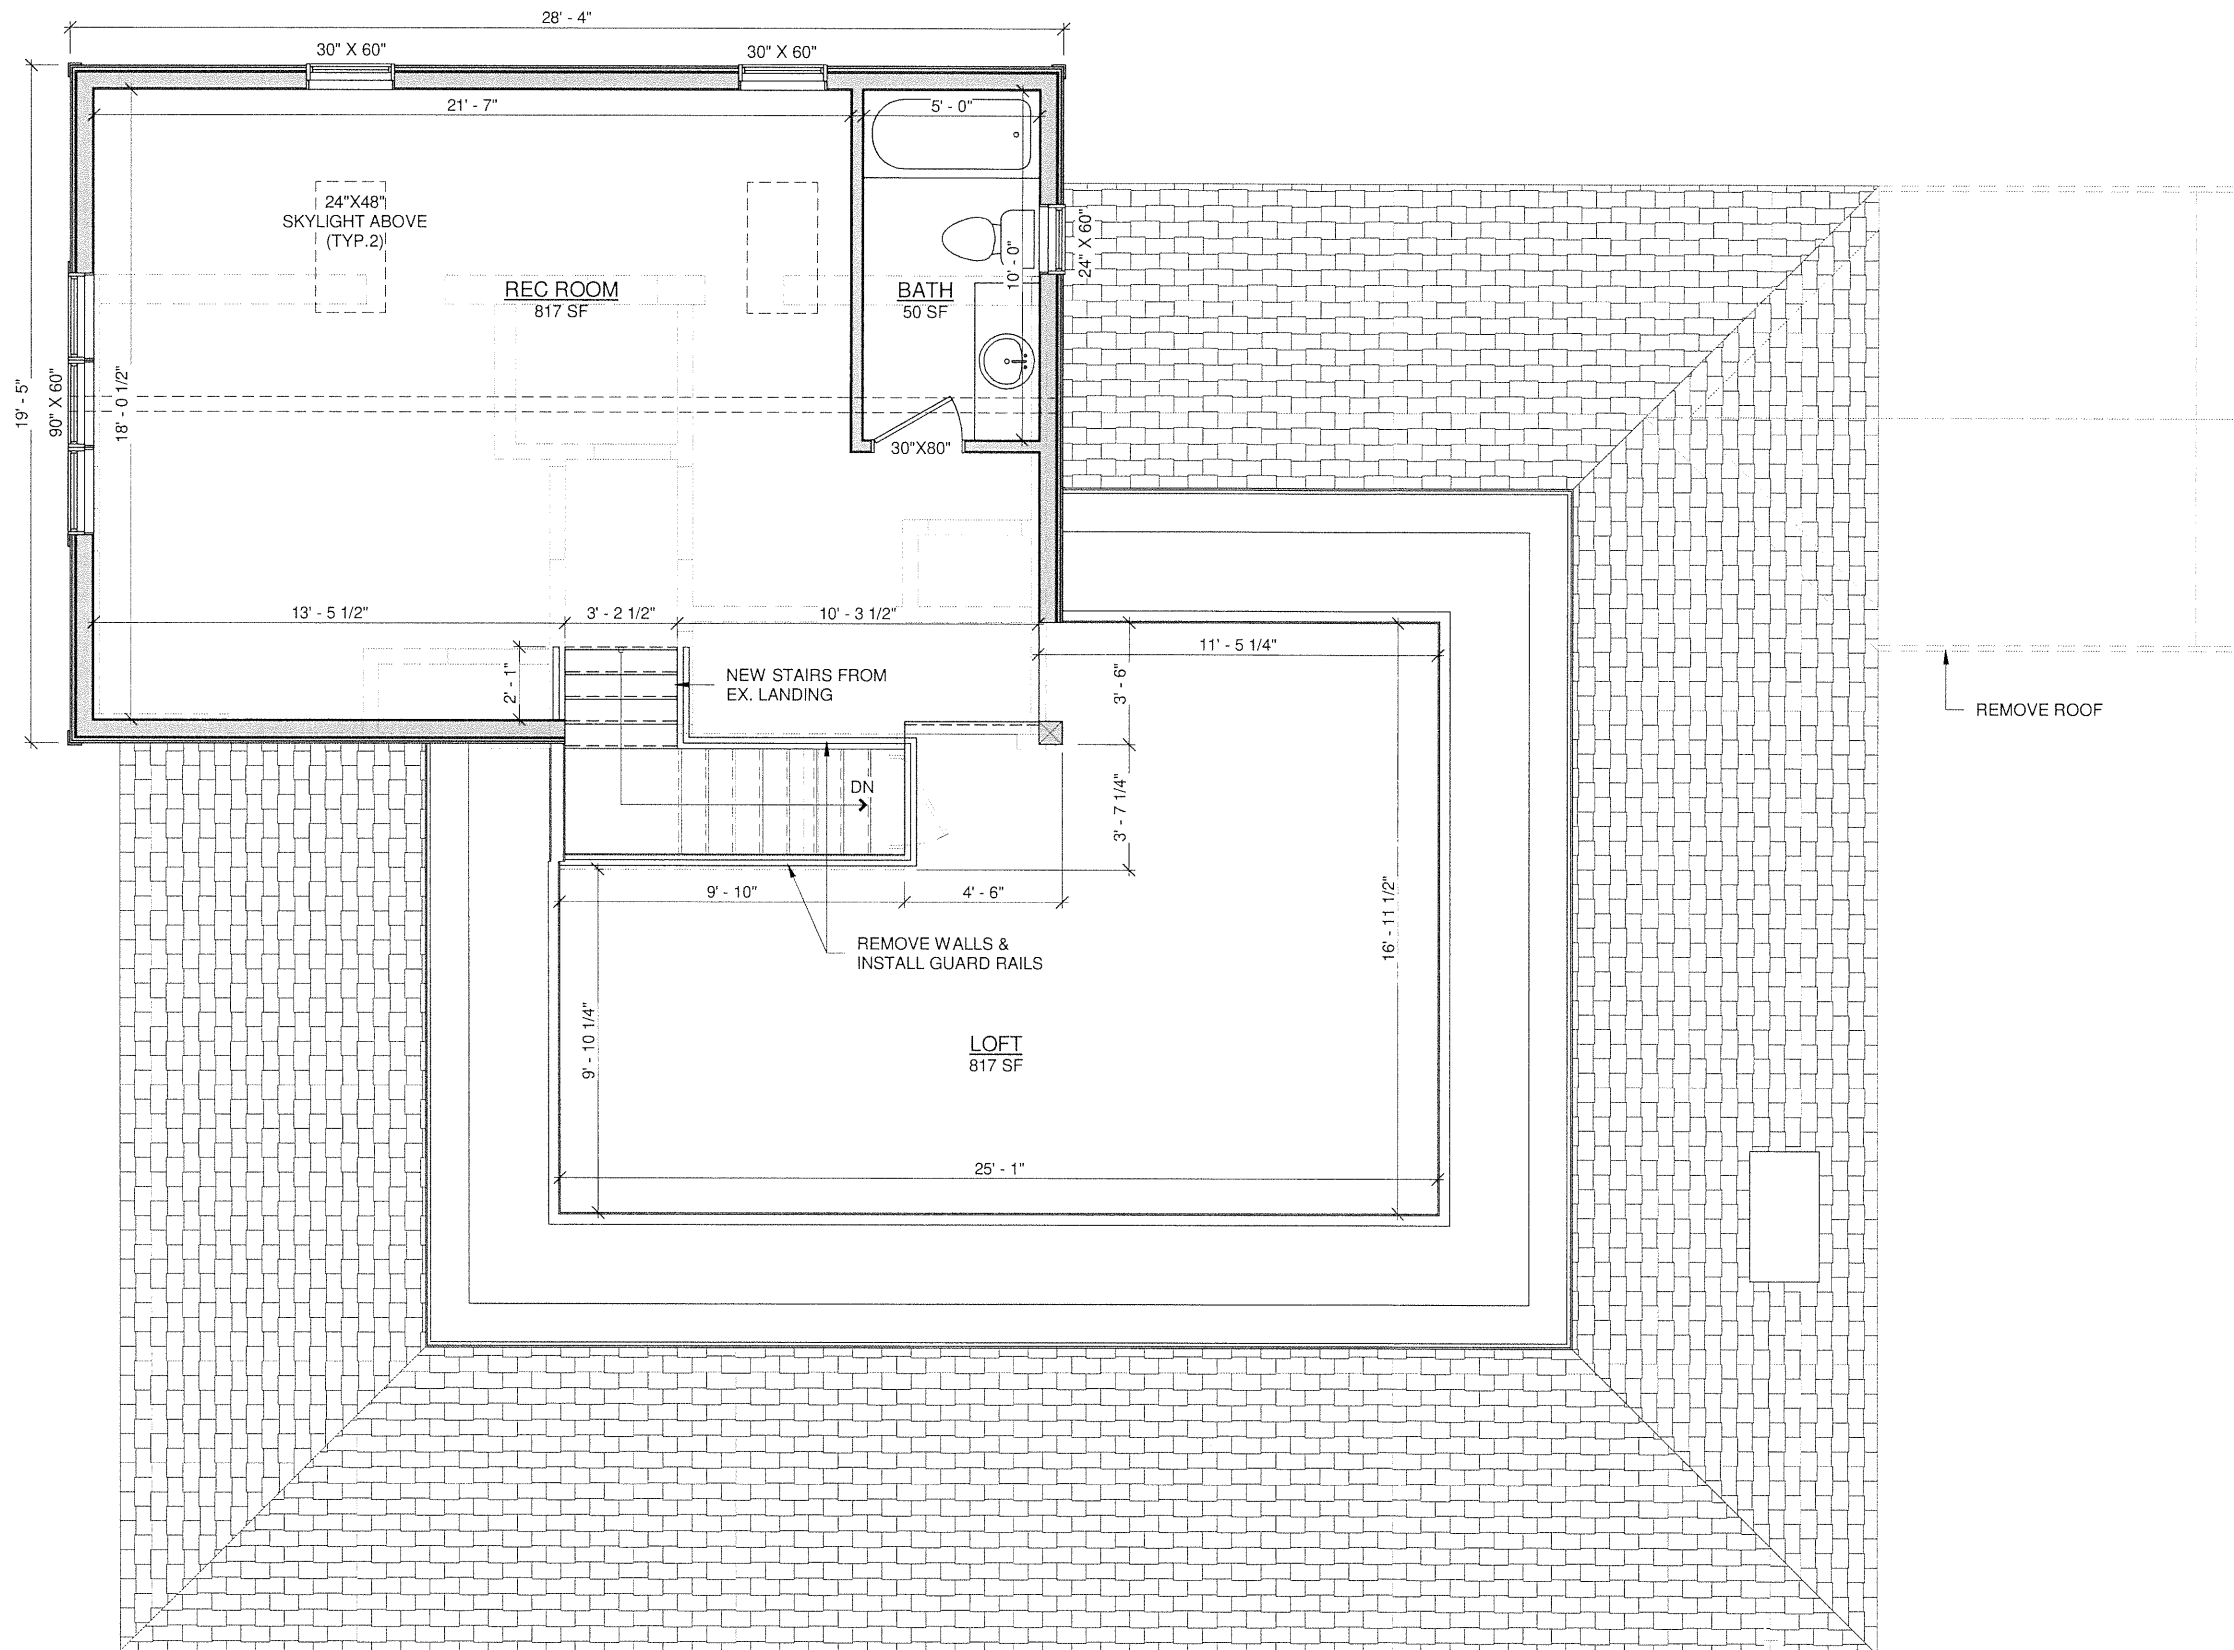 28' - 4"
30" X 60"
30" X 60"
21' - 7"
5' - 0"
24"X48"
SKYLIGHT ABOVE
(TYP.2)
REC ROOM
817 SF
BATH
50 SF
10' - 0"
24" X 60"
19' - 5"
90" X 60"
18' - 0 1/2"
30"X80"
13' - 5 1/2"
3' - 2 1/2"
10' - 3 1/2"
11' - 5 1/4"
2' - 1"
NEW STAIRS FROM
EX. LANDING
3' - 6"
REMOVE ROOF
DN
3' - 7 1/4"
9' - 10"
4' - 6"
16' - 11 1/2"
REMOVE WALLS &
INSTALL GUARD RAILS
9' - 10 1/4"
LOFT
817 SF
25' - 1"